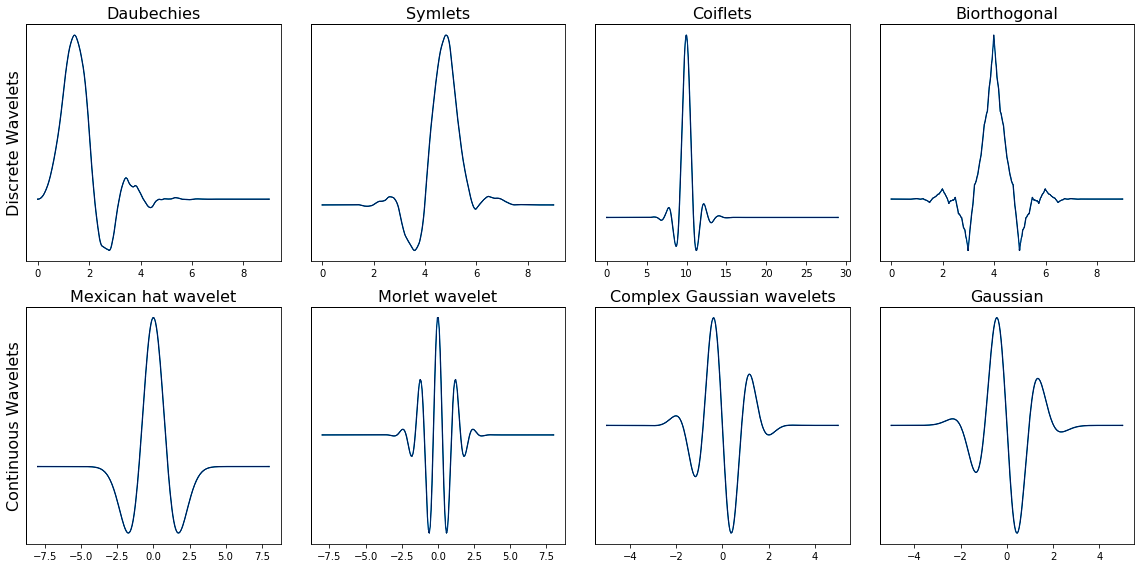 Daubechies
Symlets
Coiflets
Biorthogonal
Discrete Wavelets
0 2 4 6 8
0 2 4 6 8
0 5 10 15 20 25 30
0 2 4 6 8
Mexican hat wavelet
Morlet wavelet
Complex Gaussian wavelets
Gaussian
Continuous Wavelets
−7.5 −5.0 −2.5 0.0 2.5 5.0 7.5
−7.5 −5.0 −2.5 0.0 2.5 5.0 7.5
−4 −2 0 2 4
−4 −2 0 2 4